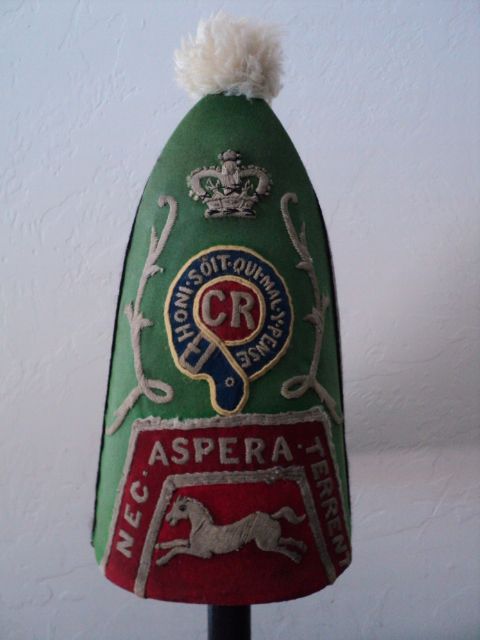 HONI·SOIT·QUI·MAL·Y·PENSE
CR
NEC·ASPERA·TERRENT